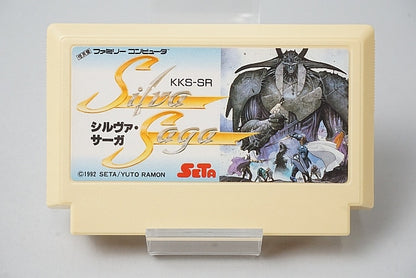 ファミリーコンピュータ
KKS-SR
Silva
Saga
シルヴァ・
サーガ
©1992 SETA/YUTO RAMON
SETA